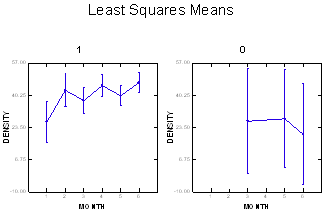 Least Squares Means
1 0
57.00 57.00
40.25 40.25
23.50 23.50
6.75 6.75
-10.00 -10.00
DENSITY DENSITY
1 2 3 4 5 6 1 2 3 4 5 6
MONTH MONTH